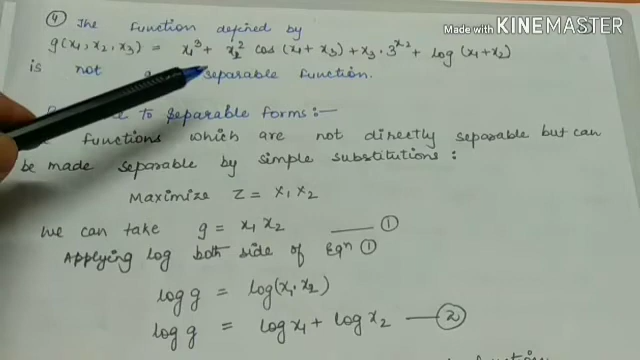 Made with KINEMASTER
④ The function defined by
g(x₁, x₂, x₃) = x₁³ + x₂² cos(x₁ + x₃) + x₃ · 3^x₂ + log(x₁ + x₂)
is not separable function.
to separable forms :—
functions which are not directly separable but can
be made separable by simple substitutions :
Maximize Z = x₁ x₂
We can take g = x₁ x₂ —— ①
Applying log both side of Eqⁿ ①
log g = log(x₁ · x₂)
log g = log x₁ + log x₂ —— ②